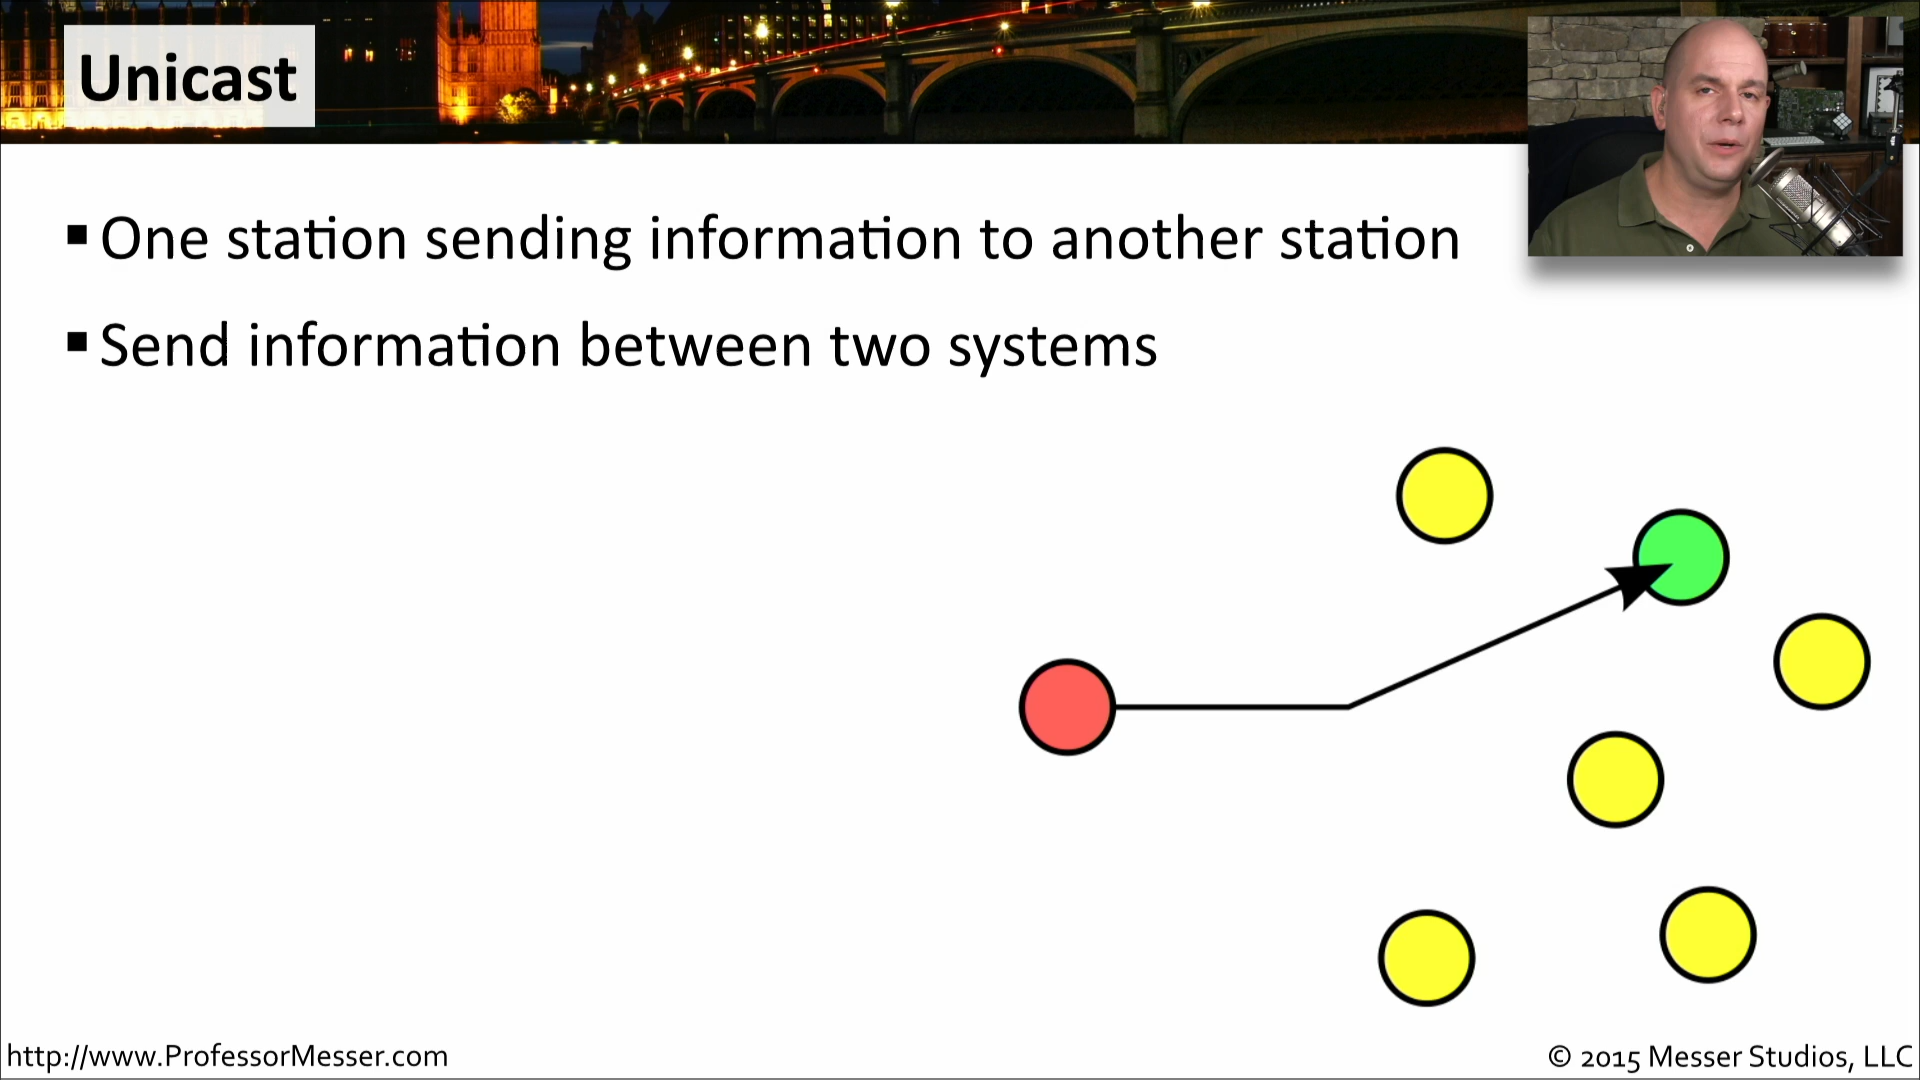 Unicast
▪ One station sending information to another station
▪ Send information between two systems
http://www.ProfessorMesser.com
© 2015 Messer Studios, LLC